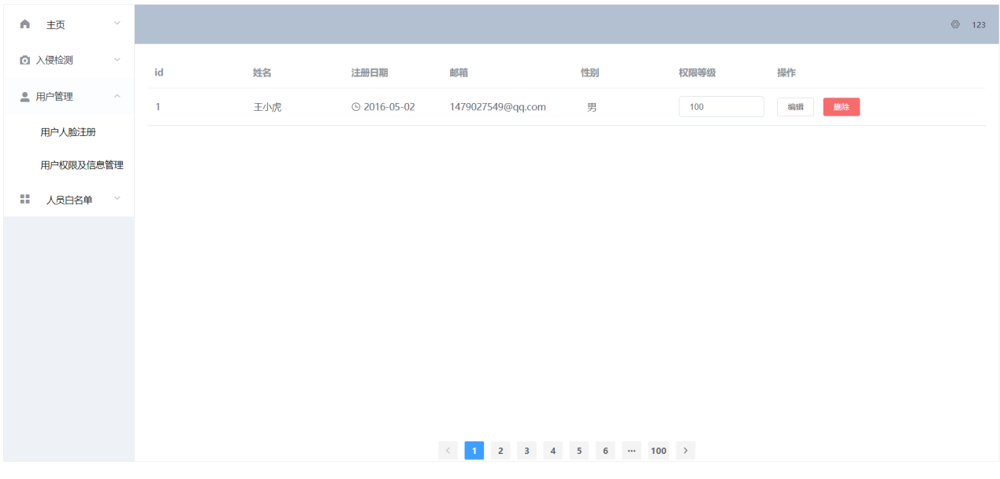 主页
123
入侵检测
id 姓名 注册日期 邮箱 性别 权限等级 操作
用户管理
1 王小虎 2016-05-02 1479027549@qq.com 男 100 编辑 删除
用户人脸注册
用户权限及信息管理
人员白名单
1 2 3 4 5 6 ••• 100